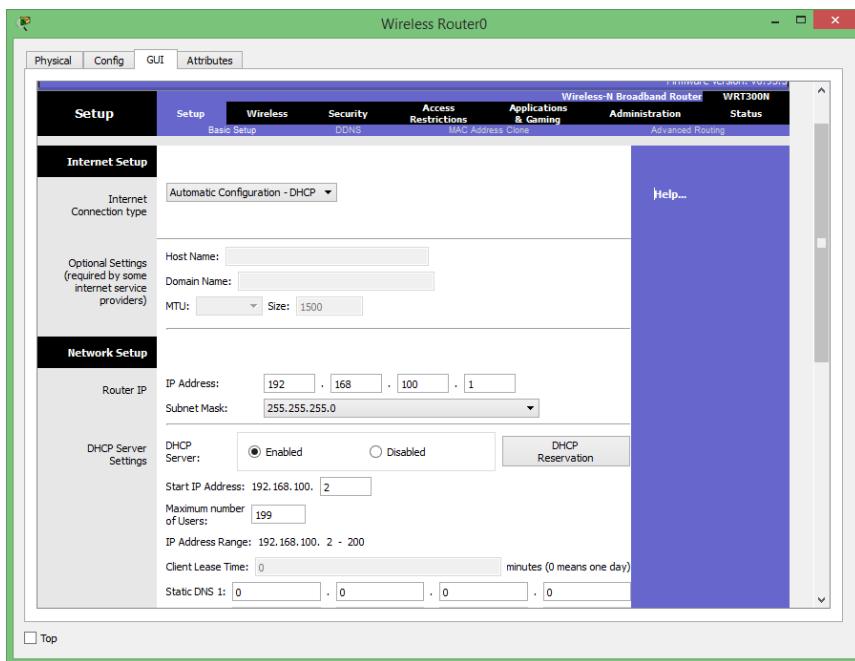 Wireless Router0
Physical Config GUI Attributes
Firmware Version: v0.93.3
Wireless-N Broadband Router WRT300N
Setup
Setup Wireless Security Access Restrictions Applications & Gaming Administration Status
Basic Setup DDNS MAC Address Clone Advanced Routing
Internet Setup
Internet Connection type
Automatic Configuration - DHCP
Help...
Optional Settings
(required by some
internet service
providers)
Host Name:
Domain Name:
MTU: Size: 1500
Network Setup
Router IP
IP Address: 192 . 168 . 100 . 1
Subnet Mask: 255.255.255.0
DHCP Server
Settings
DHCP
Server: Enabled Disabled DHCP
Reservation
Start IP Address: 192.168.100. 2
Maximum number
of Users: 199
IP Address Range: 192.168.100. 2 - 200
Client Lease Time: 0 minutes (0 means one day)
Static DNS 1: 0 . 0 . 0 . 0
Top